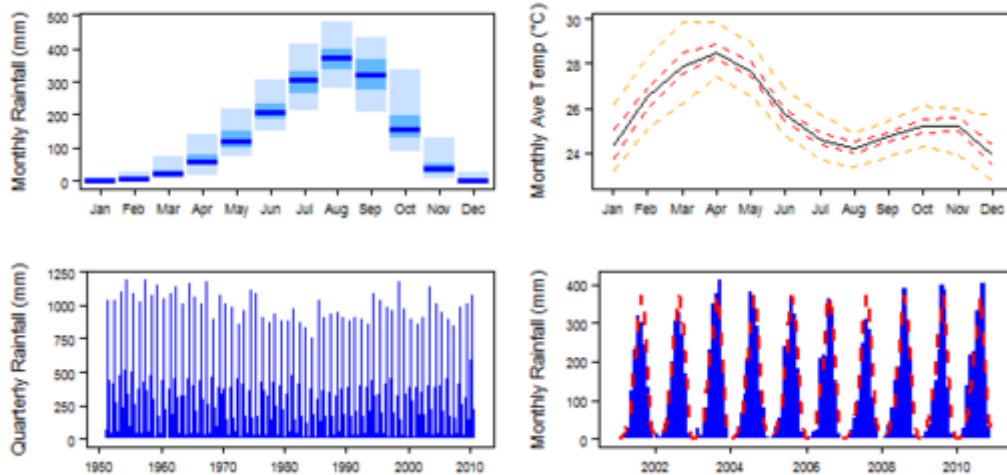 Monthly Rainfall (mm)
500
400
300
200
100
0
Jan Feb Mar Apr May Jun Jul Aug Sep Oct Nov Dec
Monthly Ave Temp (°C)
30
28
26
24
Jan Feb Mar Apr May Jun Jul Aug Sep Oct Nov Dec
Quarterly Rainfall (mm)
1250
1000
750
500
250
0
1950 1960 1970 1980 1990 2000 2010
Monthly Rainfall (mm)
400
300
200
100
0
2002 2004 2006 2008 2010